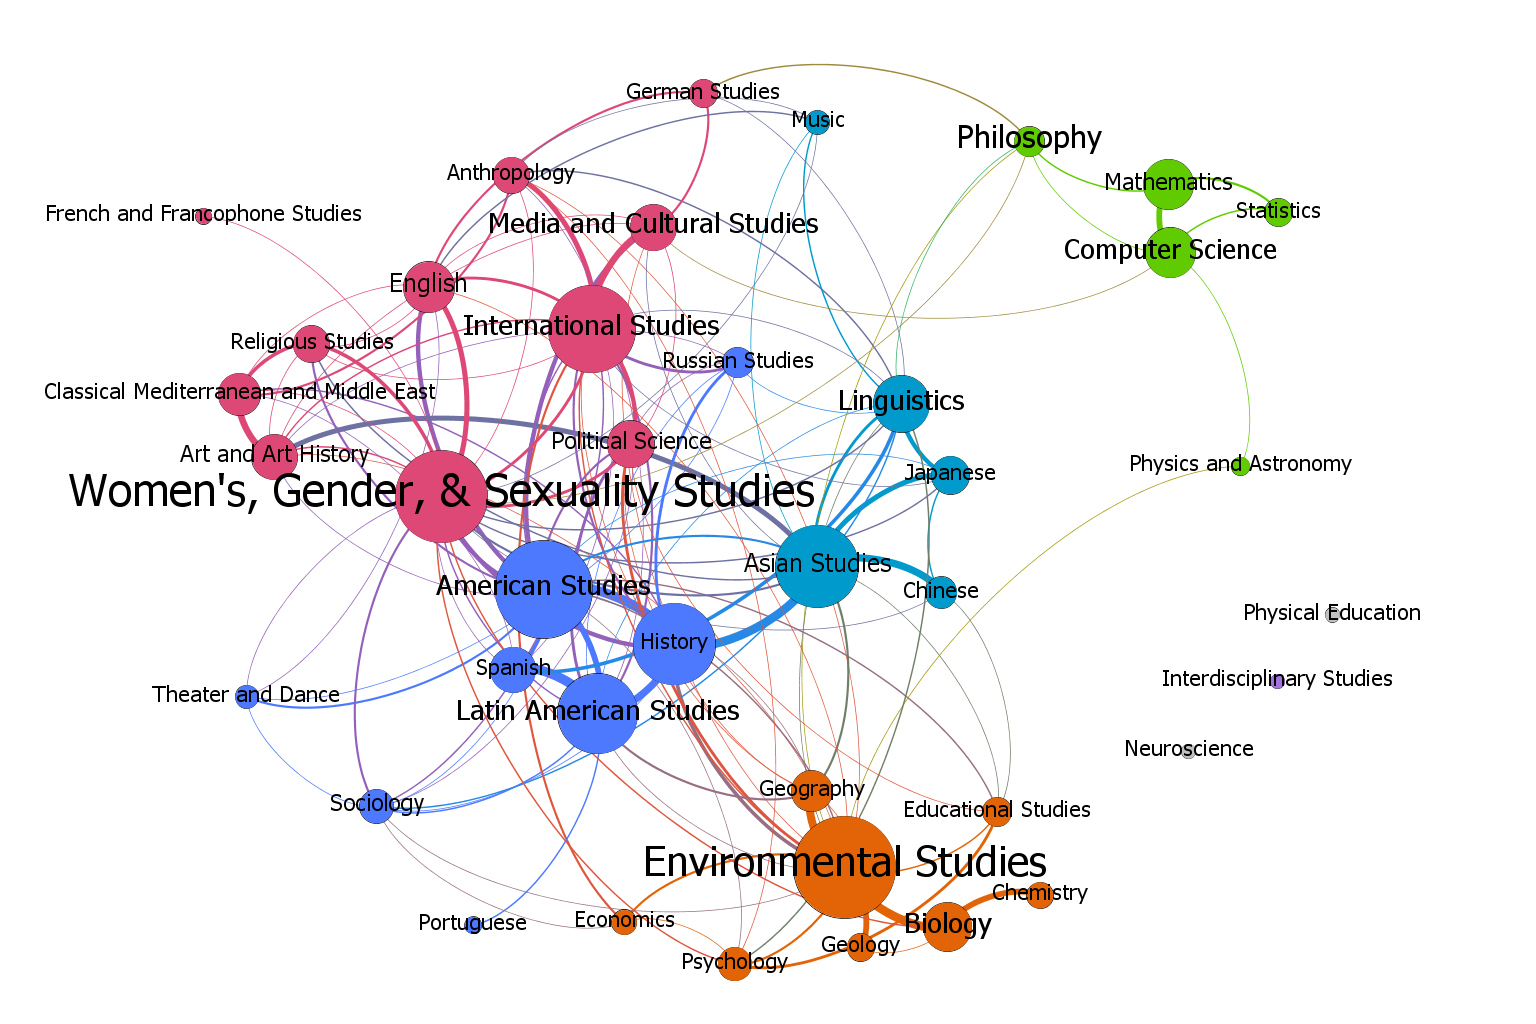 German Studies
Music
Philosophy
Anthropology
Mathematics
French and Francophone Studies
Statistics
Media and Cultural Studies
Computer Science
English
International Studies
Religious Studies
Russian Studies
Classical Mediterranean and Middle East
Linguistics
Political Science
Art and Art History
Physics and Astronomy
Japanese
Women's, Gender, & Sexuality Studies
Asian Studies
American Studies
Chinese
Physical Education
History
Spanish
Interdisciplinary Studies
Theater and Dance
Latin American Studies
Neuroscience
Geography
Sociology
Educational Studies
Environmental Studies
Chemistry
Portuguese
Economics
Biology
Geology
Psychology